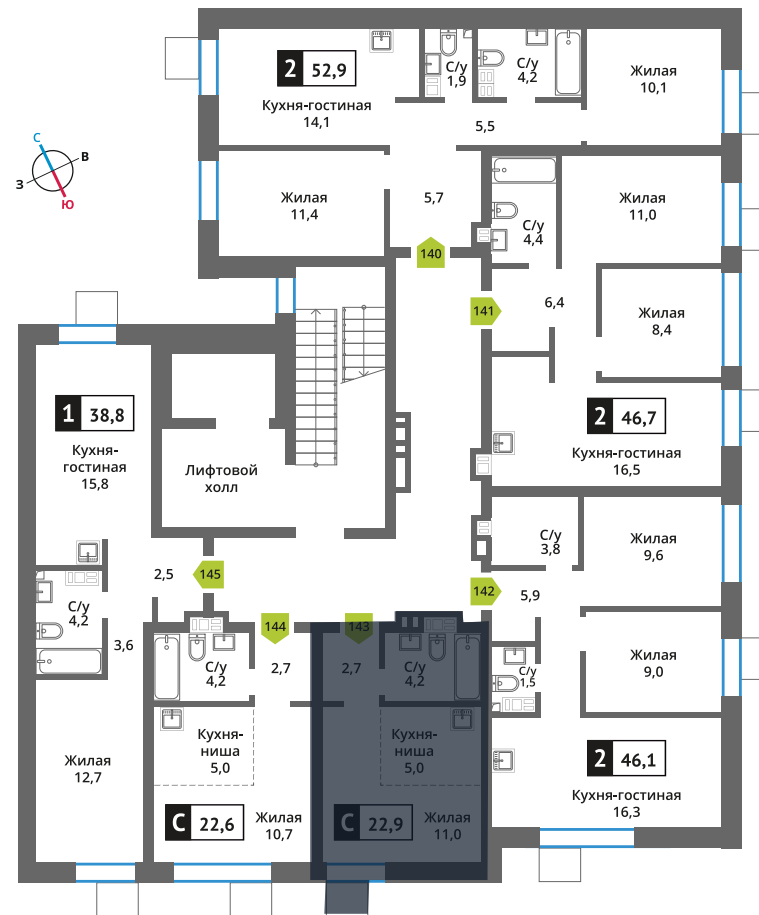 2 52,9
Кухня-гостиная
14,1
С/у
1,9
С/у
4,2
Жилая
10,1
5,5
С
В
З
Ю
Жилая
11,4
5,7
С/у
4,4
Жилая
11,0
140
141
6,4
Жилая
8,4
1 38,8
Кухня-
гостиная
15,8
Лифтовой
холл
2 46,7
Кухня-гостиная
16,5
С/у
3,8
Жилая
9,6
2,5
145
142
5,9
С/у
4,2
3,6
144
143
С/у
4,2
2,7
2,7
С/у
4,2
Жилая
9,0
С/у
1,5
Кухня-
ниша
5,0
Кухня-
ниша
5,0
Жилая
12,7
2 46,1
Кухня-гостиная
16,3
С 22,6
Жилая
10,7
С 22,9
Жилая
11,0